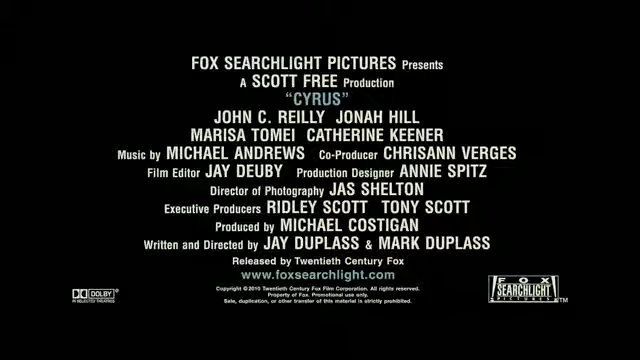 FOX SEARCHLIGHT PICTURES Presents
A SCOTT FREE Production
"CYRUS"
JOHN C. REILLY JONAH HILL
MARISA TOMEI CATHERINE KEENER
Music by MICHAEL ANDREWS Co-Producer CHRISANN VERGES
Film Editor JAY DEUBY Production Designer ANNIE SPITZ
Director of Photography JAS SHELTON
Executive Producers RIDLEY SCOTT TONY SCOTT
Produced by MICHAEL COSTIGAN
Written and Directed by JAY DUPLASS & MARK DUPLASS
Released by Twentieth Century Fox
www.foxsearchlight.com
Copyright ©2010 Twentieth Century Fox Film Corporation. All rights reserved.
Property of Fox. Promotional use only.
Sale, duplication, or other transfer of this material is strictly prohibited.
DOLBY®
IN SELECTED THEATRES
FOX
SEARCHLIGHT
PICTURES TM